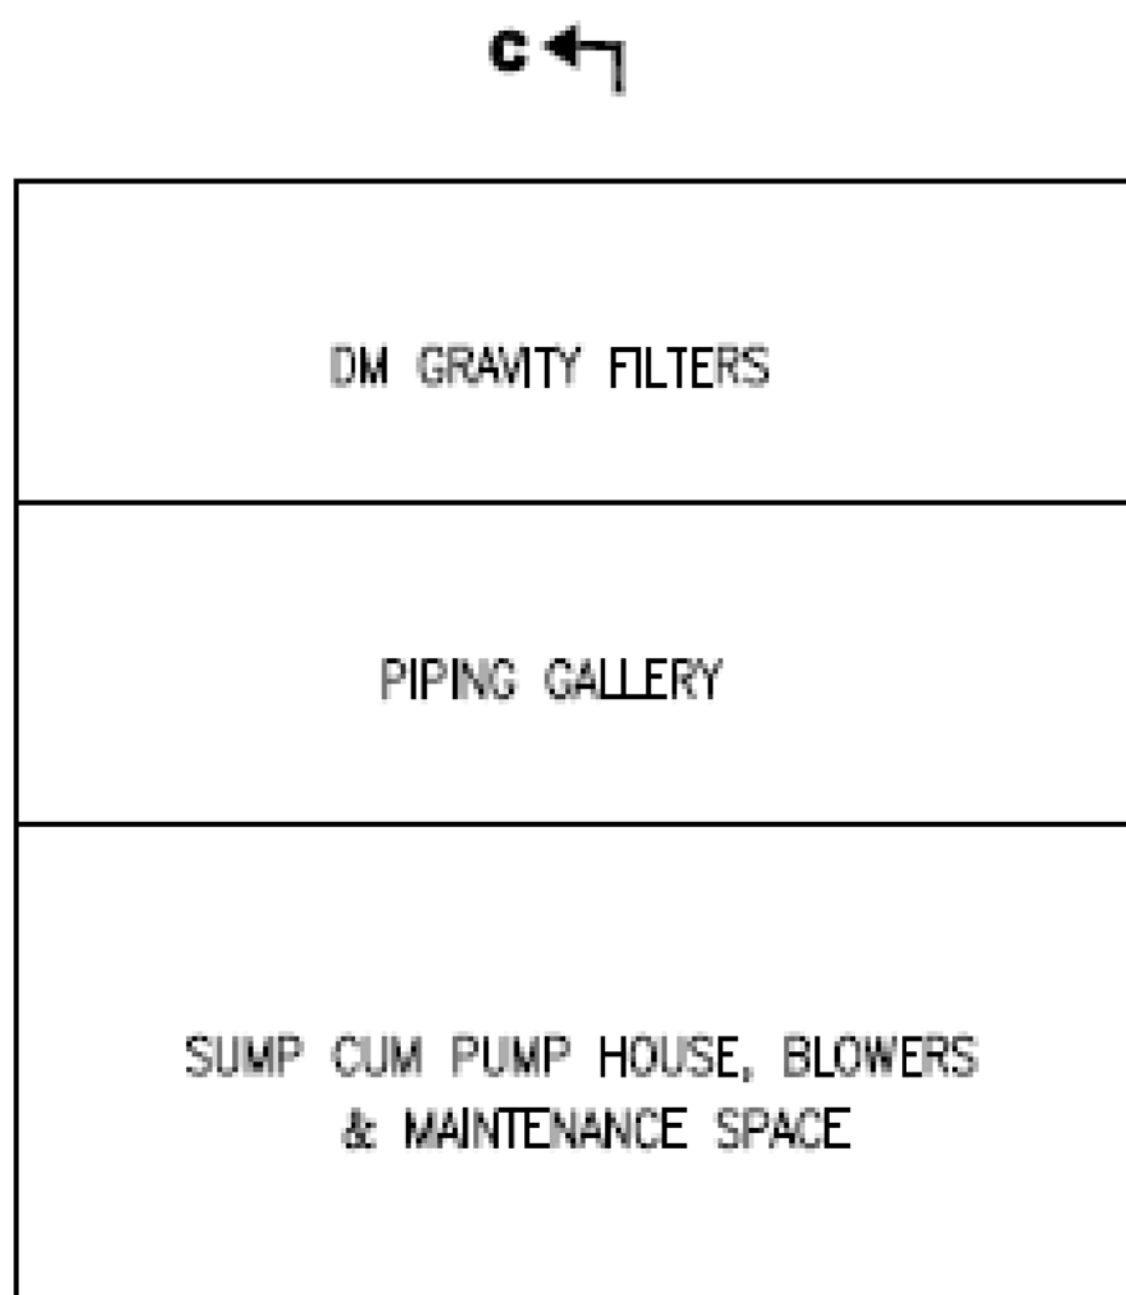 C
DM GRAVITY FILTERS
PIPING GALLERY
SUMP CUM PUMP HOUSE, BLOWERS
& MAINTENANCE SPACE